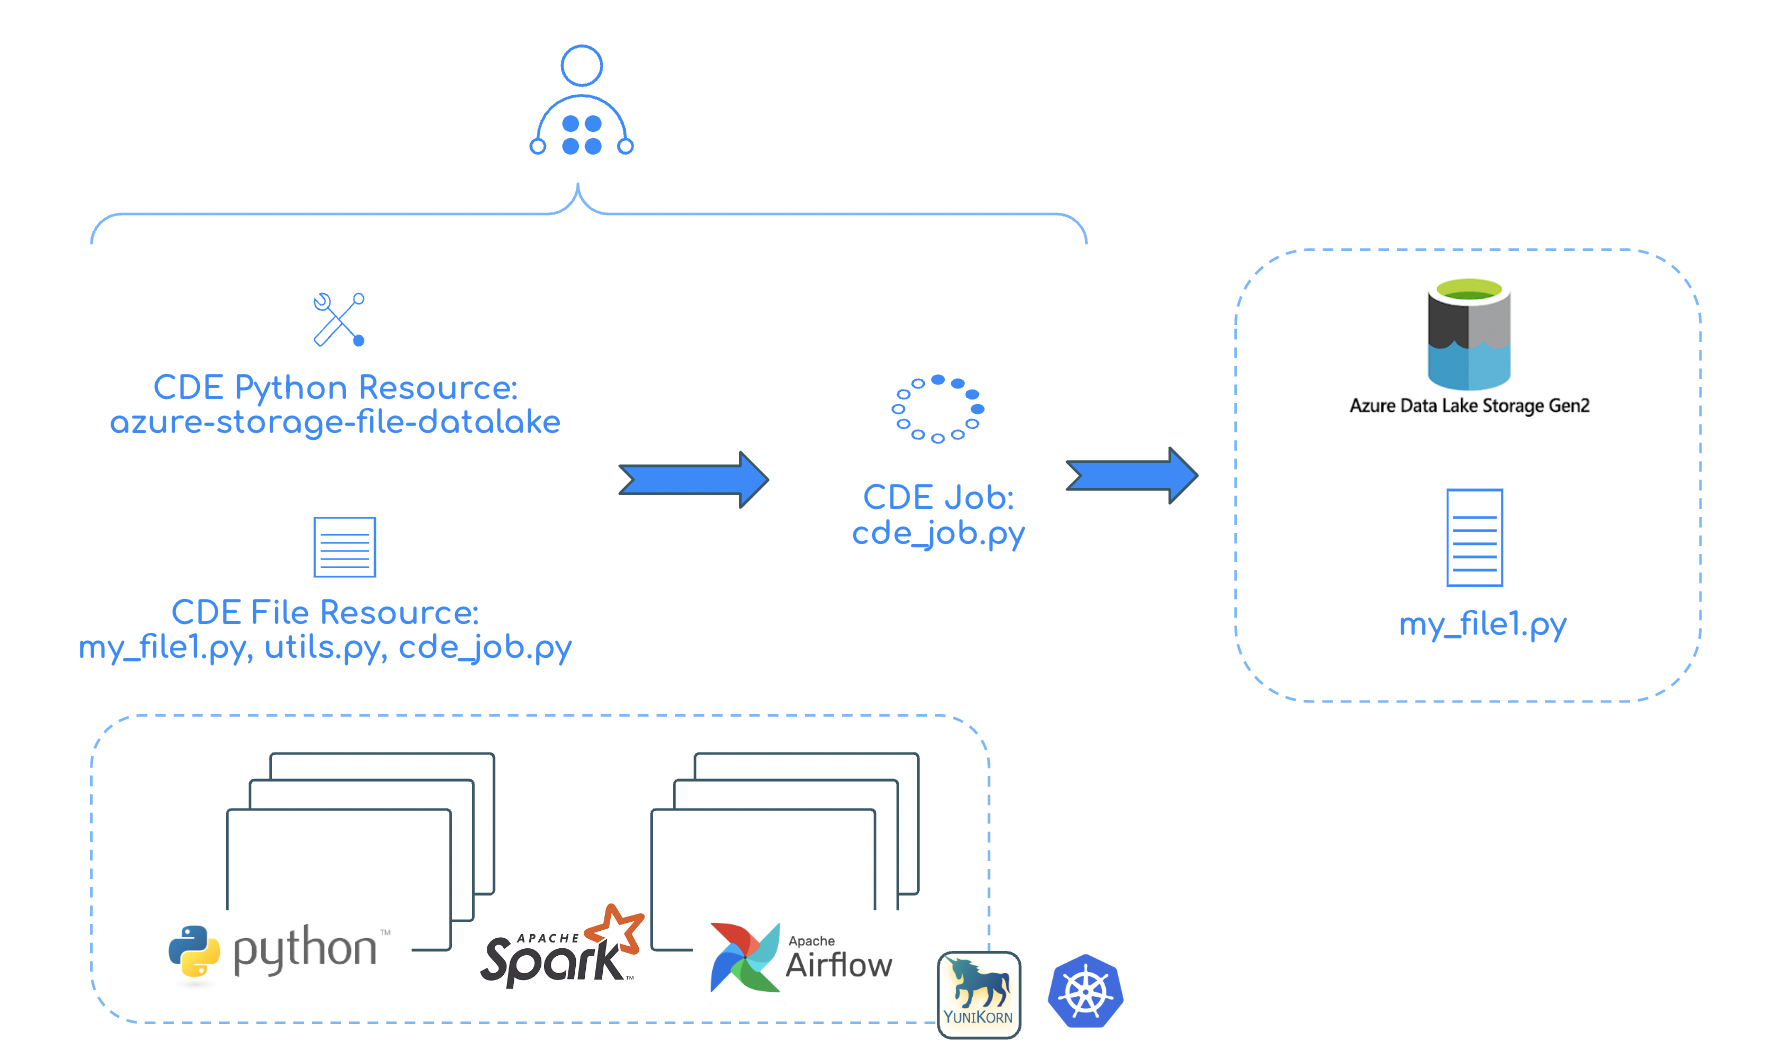 CDE Python Resource:
azure-storage-file-datalake
CDE File Resource:
my_file1.py, utils.py, cde_job.py
CDE Job:
cde_job.py
Azure Data Lake Storage Gen2
my_file1.py
python™
APACHE
Spark™
Apache
Airflow
YUNIKORN